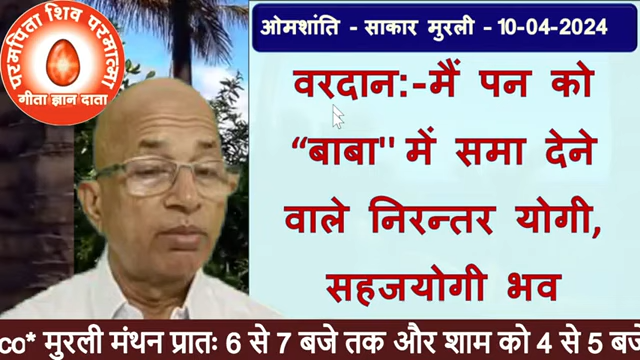 परमपिता शिव परमात्मा
गीता ज्ञान दाता
ओमशांति - साकार मुरली - 10-04-2024
वरदान:-मैं पन को
“बाबा" में समा देने
वाले निरन्तर योगी,
सहजयोगी भव
co* मुरली मंथन प्रातः 6 से 7 बजे तक और शाम को 4 से 5 बजे